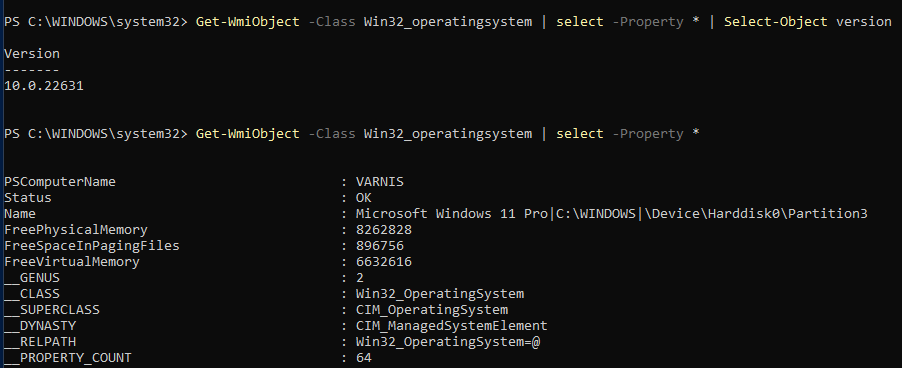 PS C:\WINDOWS\system32> Get-WmiObject -Class Win32_operatingsystem | select -Property * | Select-Object version
Version
-------
10.0.22631
PS C:\WINDOWS\system32> Get-WmiObject -Class Win32_operatingsystem | select -Property *
PSComputerName : VARNIS
Status : OK
Name : Microsoft Windows 11 Pro|C:\WINDOWS|\Device\Harddisk0\Partition3
FreePhysicalMemory : 8262828
FreeSpaceInPagingFiles : 896756
FreeVirtualMemory : 6632616
__GENUS : 2
__CLASS : Win32_OperatingSystem
__SUPERCLASS : CIM_OperatingSystem
__DYNASTY : CIM_ManagedSystemElement
__RELPATH : Win32_OperatingSystem=@
__PROPERTY_COUNT : 64